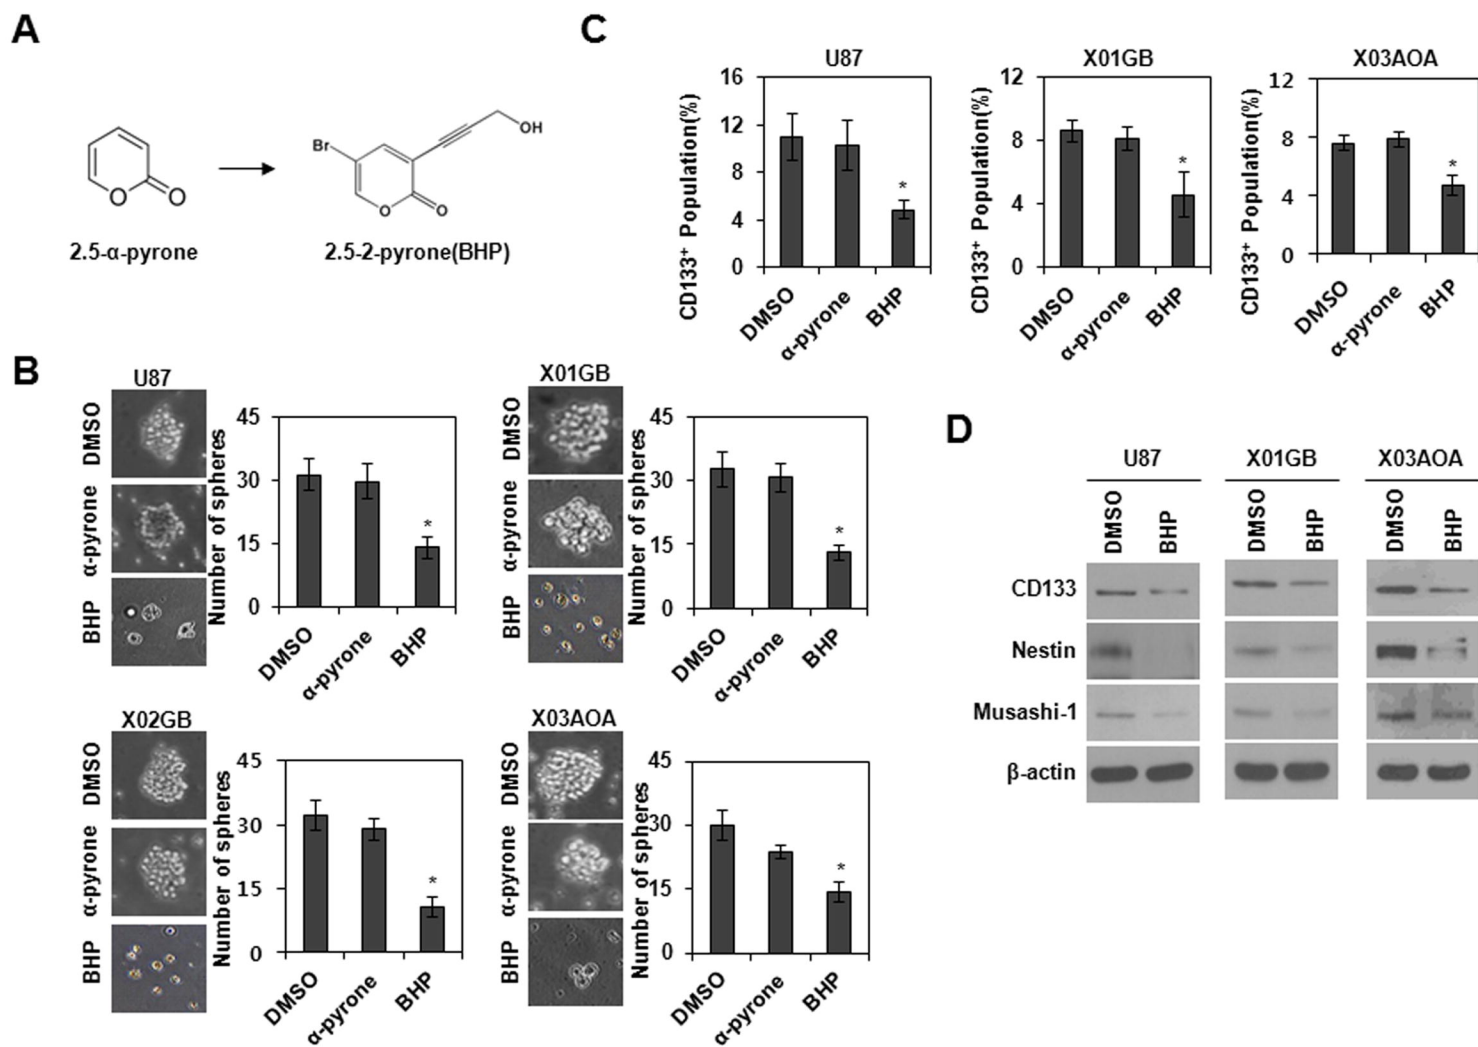 A
Br
OH
O
O
O
O
2.5-α-pyrone
2.5-2-pyrone(BHP)
B
U87
DMSO
α-pyrone
BHP
Number of spheres
45
30
15
0
DMSO
α-pyrone
BHP
*
X01GB
DMSO
α-pyrone
BHP
Number of spheres
45
30
15
0
DMSO
α-pyrone
BHP
*
X02GB
DMSO
α-pyrone
BHP
Number of spheres
45
30
15
0
DMSO
α-pyrone
BHP
*
X03AOA
DMSO
α-pyrone
BHP
Number of spheres
45
30
15
0
DMSO
α-pyrone
BHP
*
C
U87
CD133⁺ Population(%)
16
12
8
4
0
DMSO
α-pyrone
BHP
*
X01GB
CD133⁺ Population(%)
12
8
4
0
DMSO
α-pyrone
BHP
*
X03AOA
CD133⁺ Population(%)
12
8
4
0
DMSO
α-pyrone
BHP
*
D
U87 X01GB X03AOA
DMSO BHP DMSO BHP DMSO BHP
CD133
Nestin
Musashi-1
β-actin